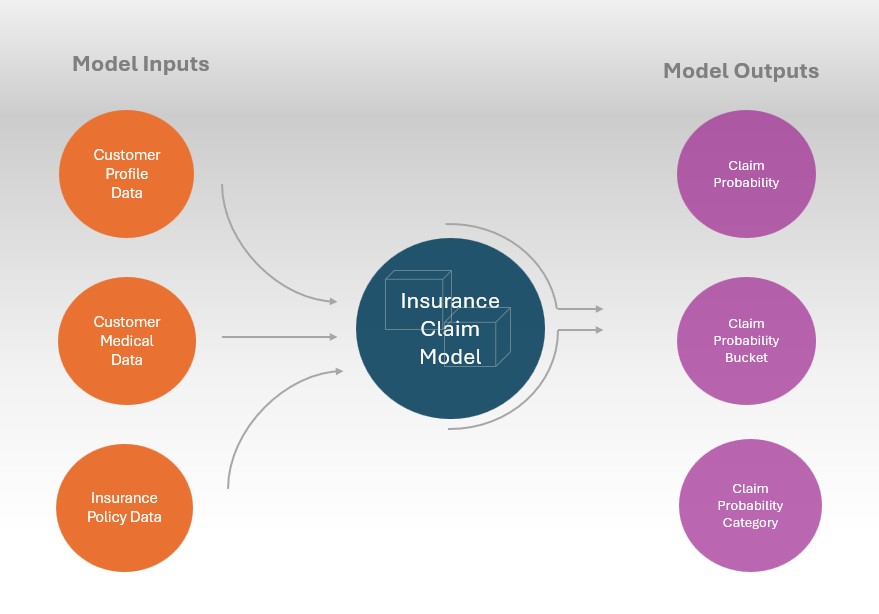 Model Inputs
Model Outputs
Customer
Profile
Data
Customer
Medical
Data
Insurance
Policy Data
Insurance
Claim
Model
Claim
Probability
Claim
Probability
Bucket
Claim
Probability
Category